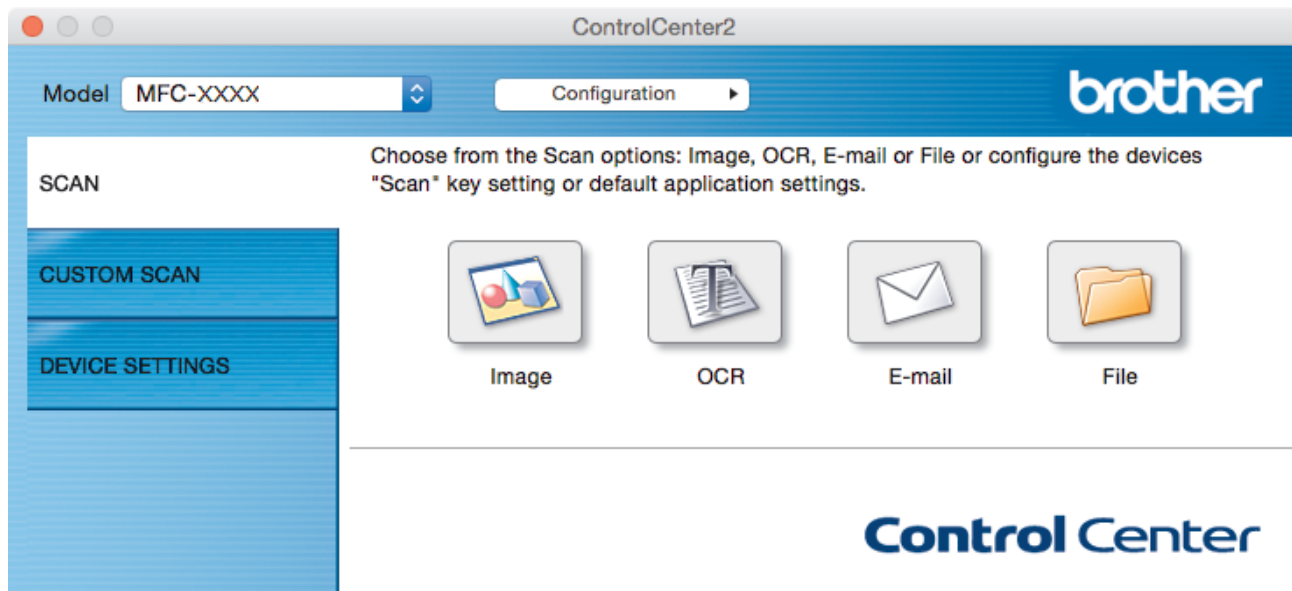 ControlCenter2
Model MFC-XXXX Configuration brother
SCAN
Choose from the Scan options: Image, OCR, E-mail or File or configure the devices
"Scan" key setting or default application settings.
CUSTOM SCAN
DEVICE SETTINGS
Image OCR E-mail File
Control Center